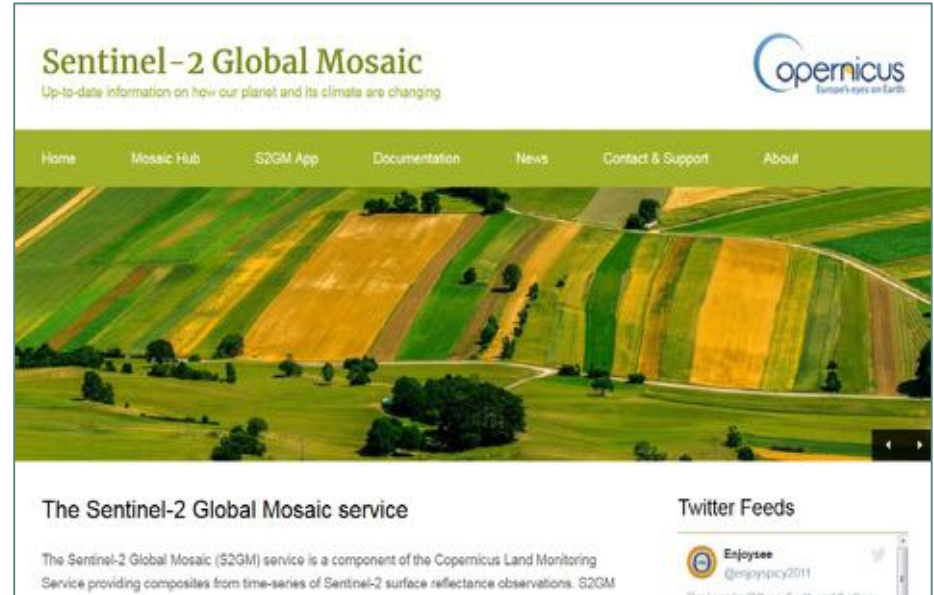 Sentinel-2 Global Mosaic
Up-to-date information on how our planet and its climate are changing
Copernicus
Europe's eyes on Earth
Home Mosaic Hub S2GM App Documentation News Contact & Support About
The Sentinel-2 Global Mosaic service
The Sentinel-2 Global Mosaic (S2GM) service is a component of the Copernicus Land Monitoring
Service providing composites from time-series of Sentinel-2 surface reflectance observations. S2GM
Twitter Feeds
Enjoysee
@enjoyspicy2011